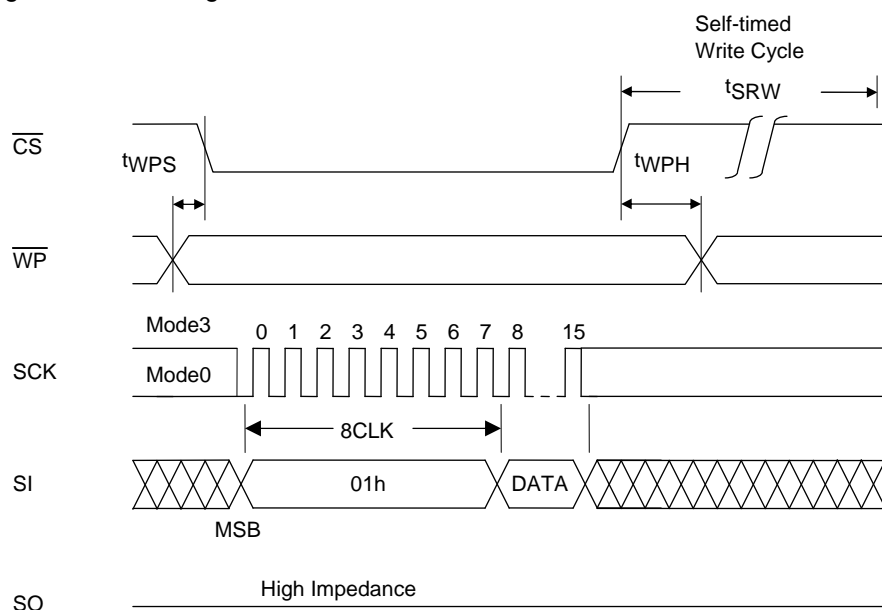 Self-timed
Write Cycle
tSRW
CS
tWPS
tWPH
WP
Mode3
0 1 2 3 4 5 6 7 8 15
SCK
Mode0
8CLK
SI
01h
DATA
MSB
High Impedance
SO